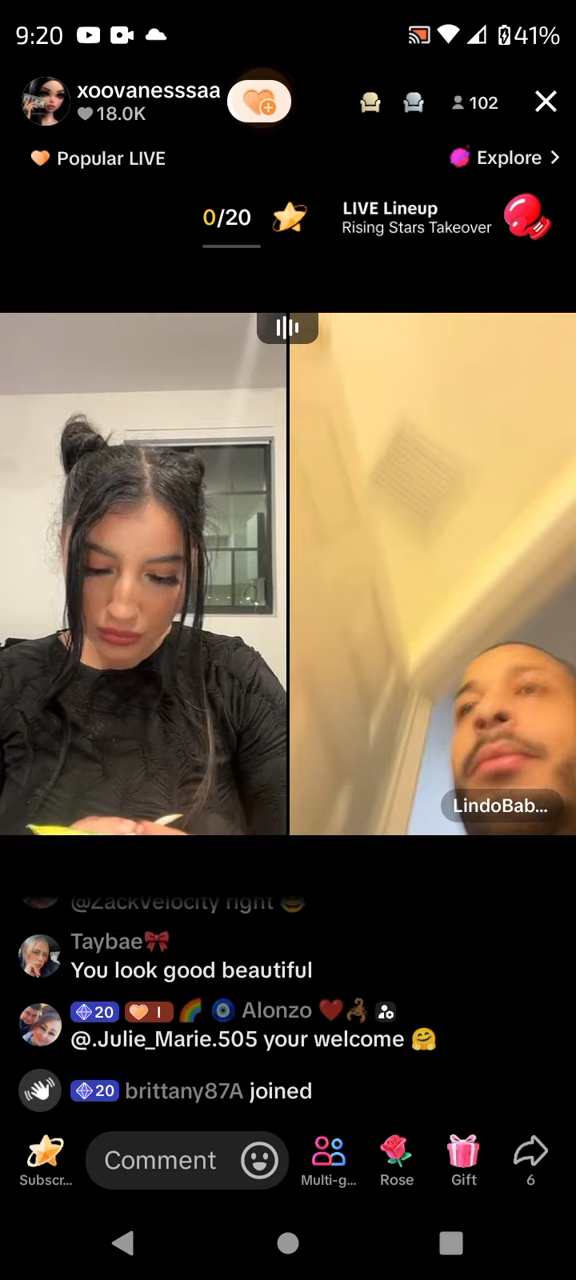 9:20
41%
xoovanesssaa
18.0K
102
Popular LIVE
Explore >
0/20
LIVE Lineup
Rising Stars Takeover
LindoBab...
@ZackVelocity right 😅
Taybae🎀
You look good beautiful
20 I 🌈 🧿 Alonzo ❤️🦂
@.Julie_Marie.505 your welcome 🤗
20 brittany87A joined
Comment
Subscr...
Multi-g...
Rose
Gift
6